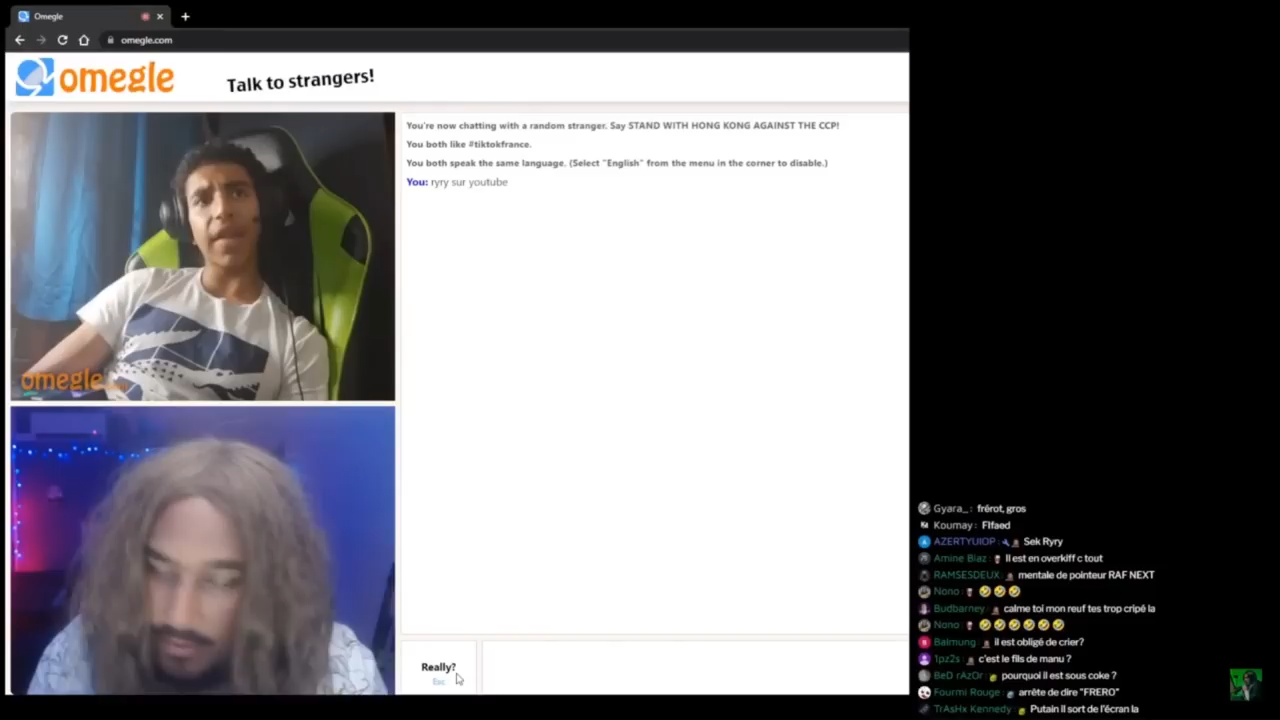 Omegle
omegle.com
omegle Talk to strangers!
You're now chatting with a random stranger. Say STAND WITH HONG KONG AGAINST THE CCP!
You both like #tiktokfrance.
You both speak the same language. (Select "English" from the menu in the corner to disable.)
You: ryry sur youtube
omegle
Really?
Esc
Gyara_: frérot, gros
Koumay: Flfaed
AZERTYUIOP: Sek Ryry
Amine Blaz: Il est en overkiff c tout
RAMSESDEUX: mentale de pointeur RAF NEXT
Nono:
Budbarney: calme toi mon reuf tes trop cripé la
Nono:
Balmung: il est obligé de crier?
1pz2s: c'est le fils de manu ?
BeD rAzOr: pourquoi il est sous coke ?
Fourmi Rouge: arrête de dire "FRERO"
TrAsHx Kennedy: Putain il sort de l'écran la